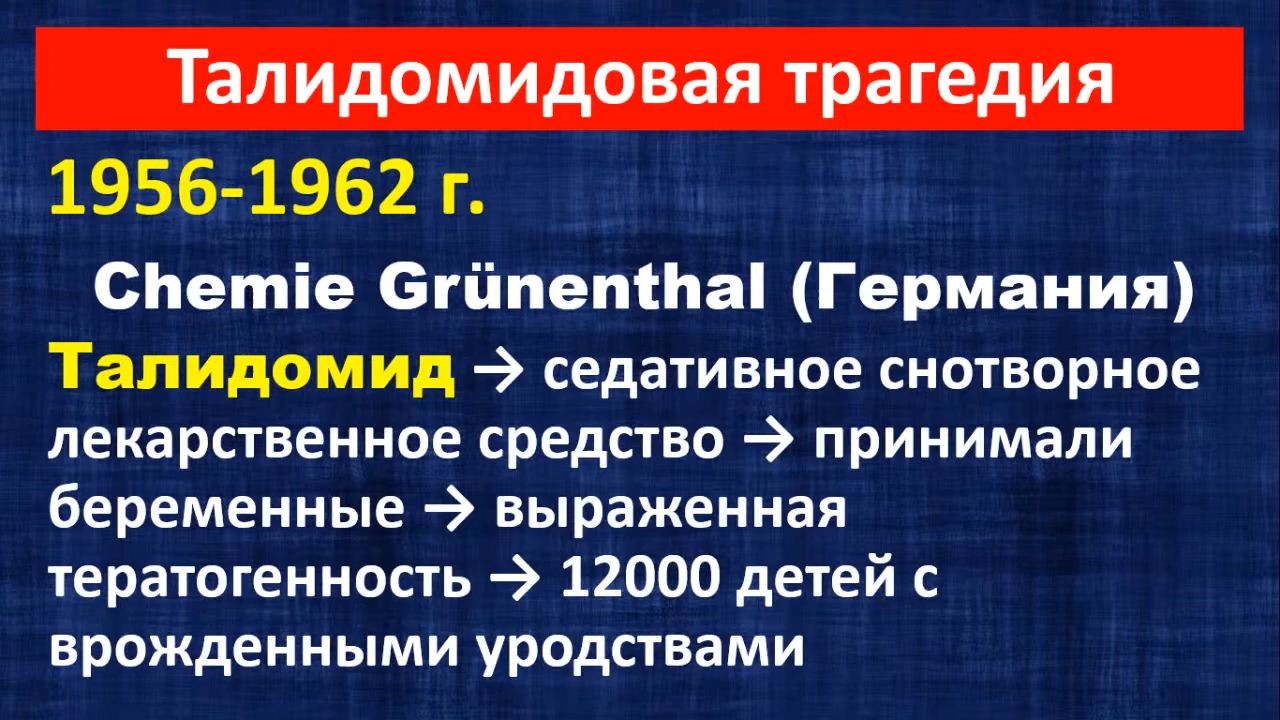 Талидомидовая трагедия
1956-1962 г.
Chemie Grünenthal (Германия)
Талидомид → седативное снотворное
лекарственное средство → принимали
беременные → выраженная
тератогенность → 12000 детей с
врожденными уродствами